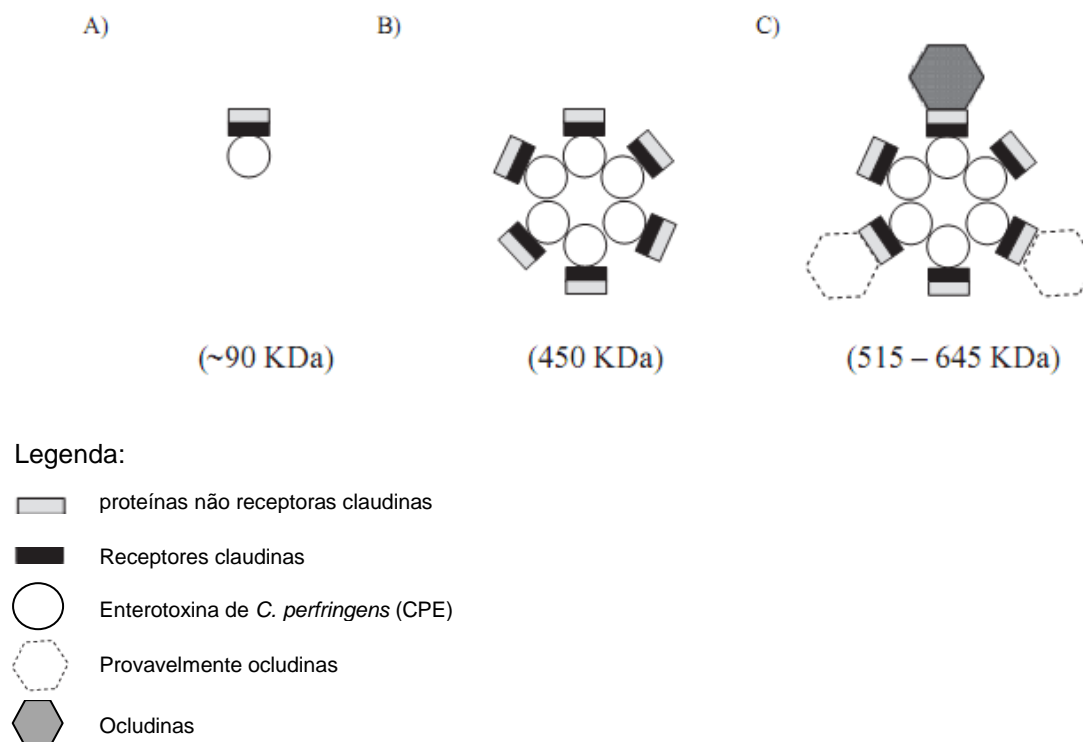 A)
B)
C)
(~90 KDa)
(450 KDa)
(515 – 645 KDa)
Legenda:
proteínas não receptoras claudinas
Receptores claudinas
Enterotoxina de C. perfringens (CPE)
Provavelmente ocludinas
Ocludinas